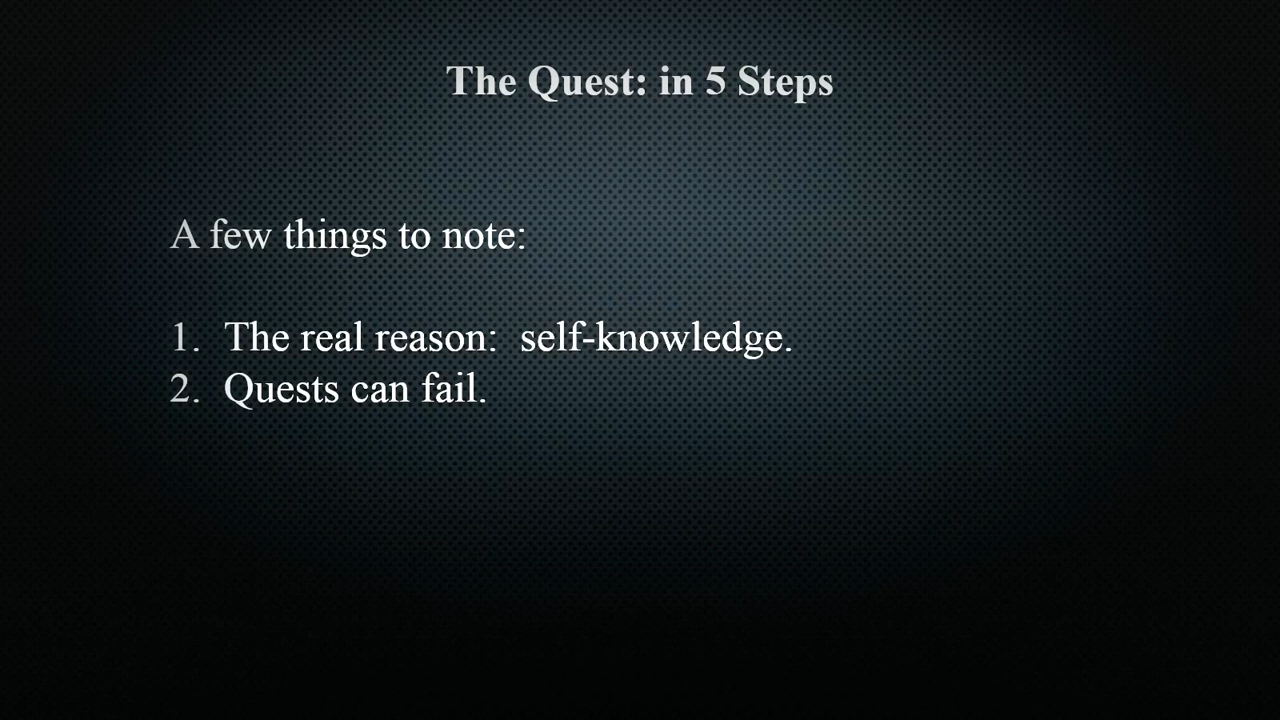 The Quest: in 5 Steps
A few things to note:
1. The real reason: self-knowledge.
2. Quests can fail.